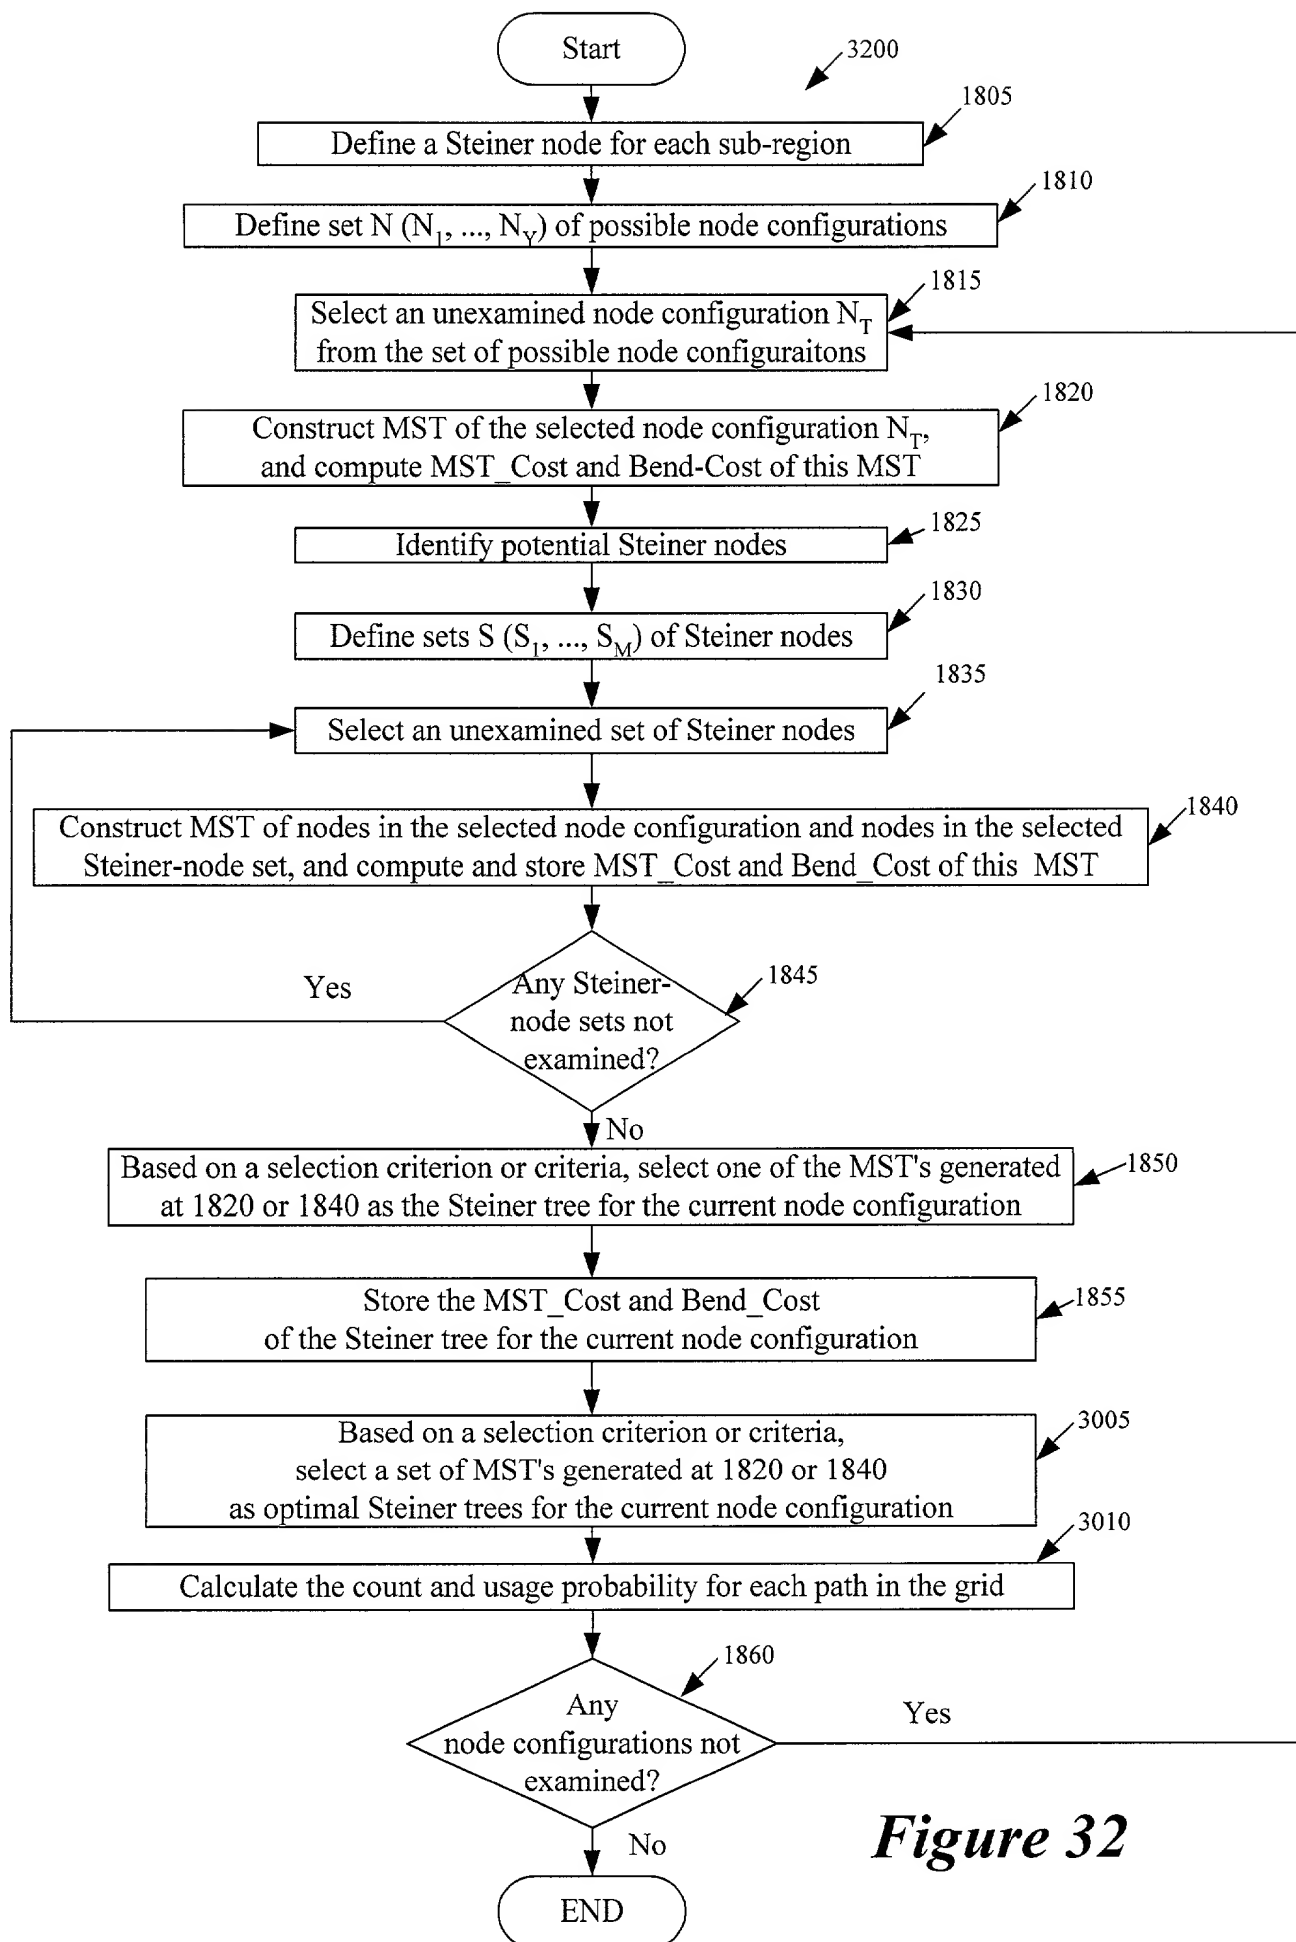 Start
3200
1805
Define a Steiner node for each sub-region
1810
Define set N (N1, ..., NY) of possible node configurations
1815
Select an unexamined node configuration NT
from the set of possible node configuraitons
1820
Construct MST of the selected node configuration NT,
and compute MST_Cost and Bend-Cost of this MST
1825
Identify potential Steiner nodes
1830
Define sets S (S1, ..., SM) of Steiner nodes
1835
Select an unexamined set of Steiner nodes
1840
Construct MST of nodes in the selected node configuration and nodes in the selected
Steiner-node set, and compute and store MST_Cost and Bend_Cost of this MST
1845
Yes
Any Steiner-
node sets not
examined?
No
1850
Based on a selection criterion or criteria, select one of the MST's generated
at 1820 or 1840 as the Steiner tree for the current node configuration
1855
Store the MST_Cost and Bend_Cost
of the Steiner tree for the current node configuration
3005
Based on a selection criterion or criteria,
select a set of MST's generated at 1820 or 1840
as optimal Steiner trees for the current node configuration
3010
Calculate the count and usage probability for each path in the grid
1860
Any
node configurations not
examined?
Yes
No
END
Figure 32